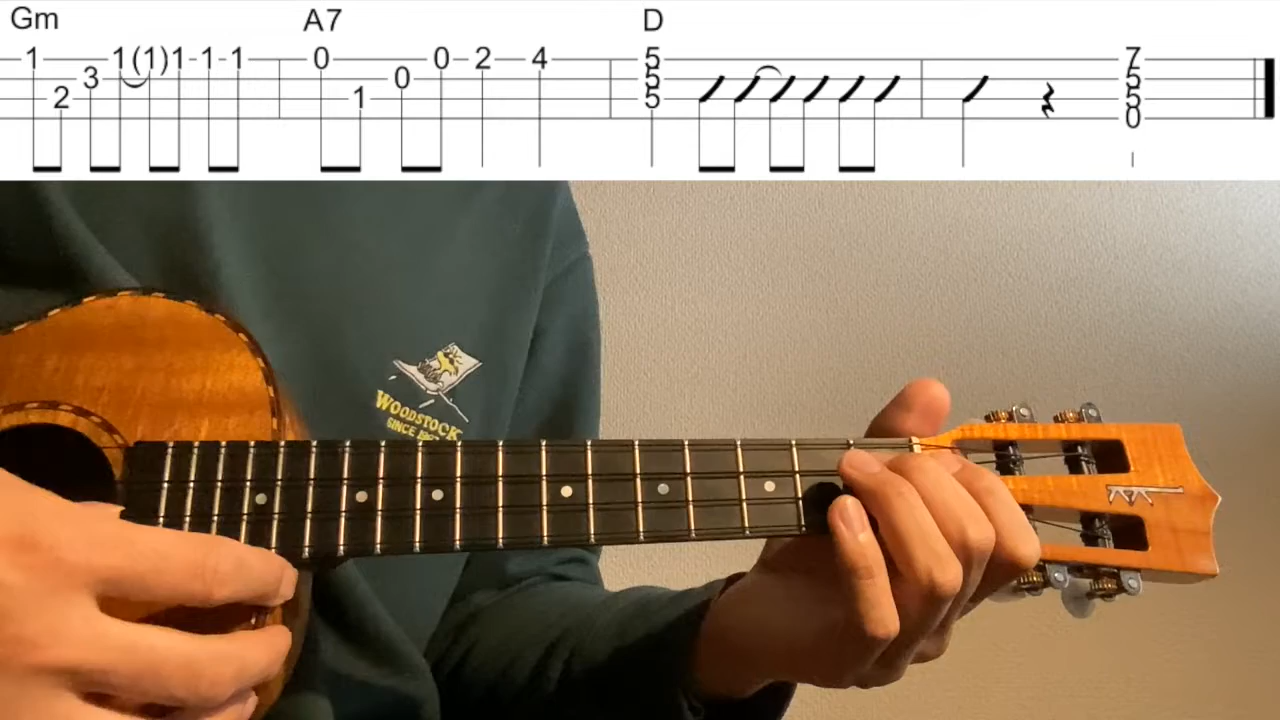 Gm A7 D
1 1 (1) 1 - 1 - 1 0 0 2 4 5 7
3 0 5 5
2 1 5 5
0
WOODSTOCK
SINCE